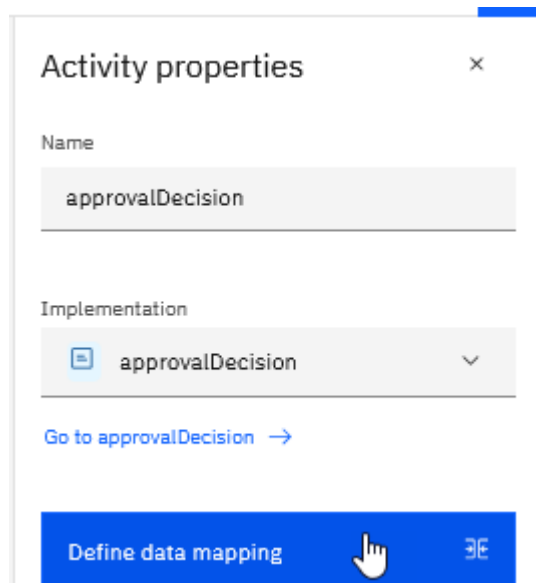 Activity properties
Name
approvalDecision
Implementation
approvalDecision
Go to approvalDecision →
Define data mapping